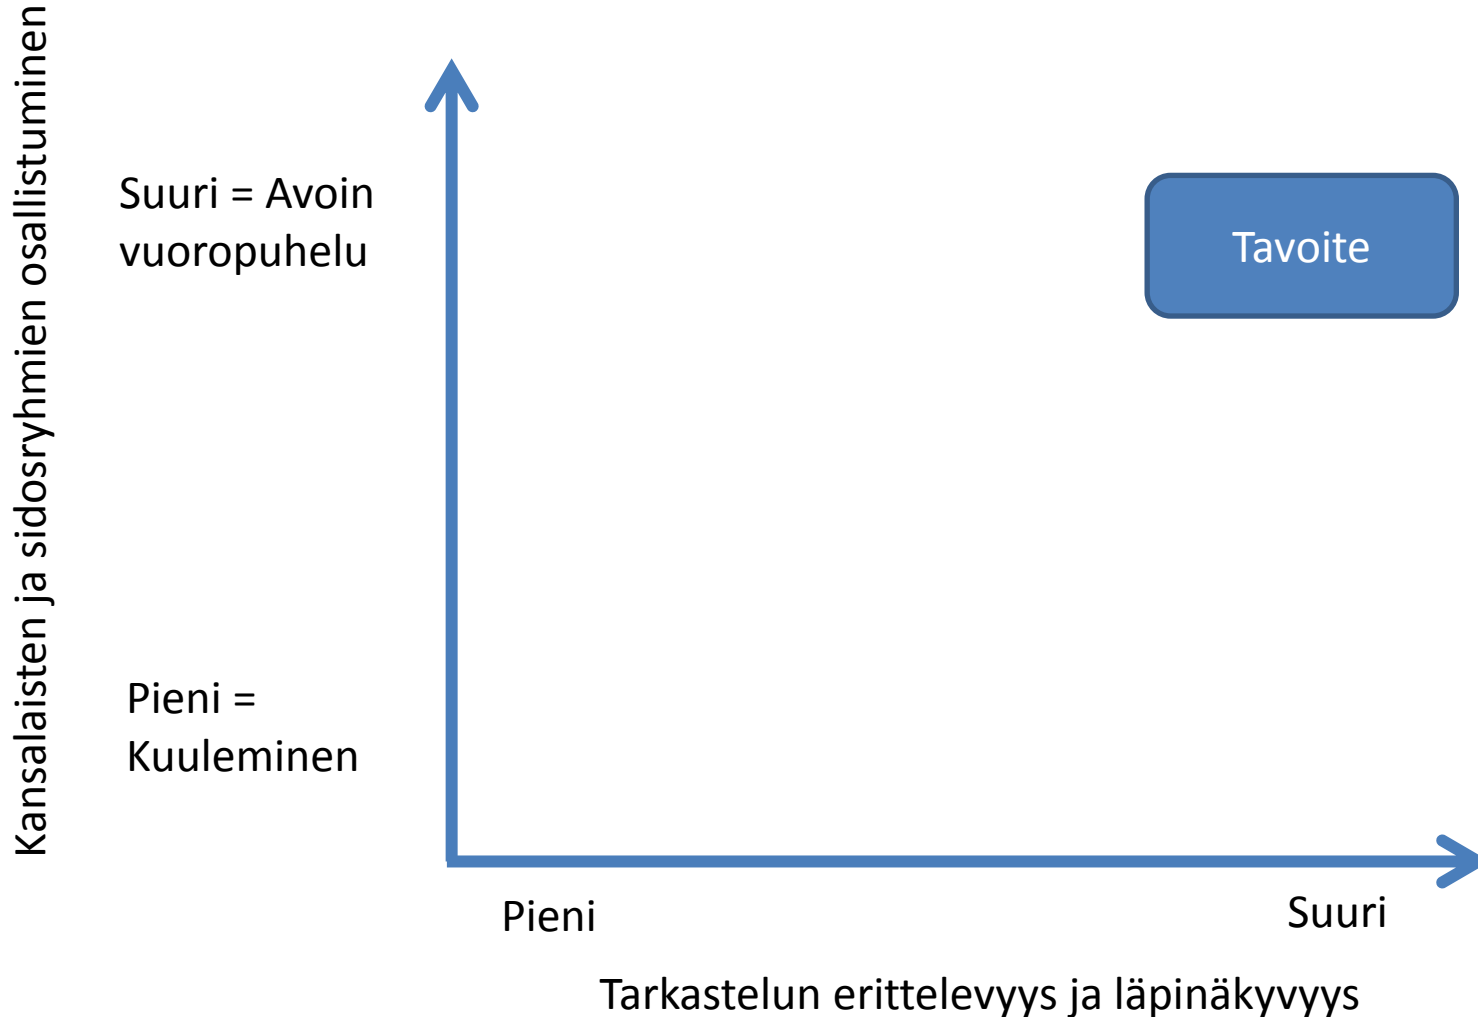 Kansalaisten ja sidosryhmien osallistuminen
Suuri = Avoin
vuoropuhelu
Tavoite
Pieni =
Kuuleminen
Pieni
Suuri
Tarkastelun erittelevyys ja läpinäkyvyys